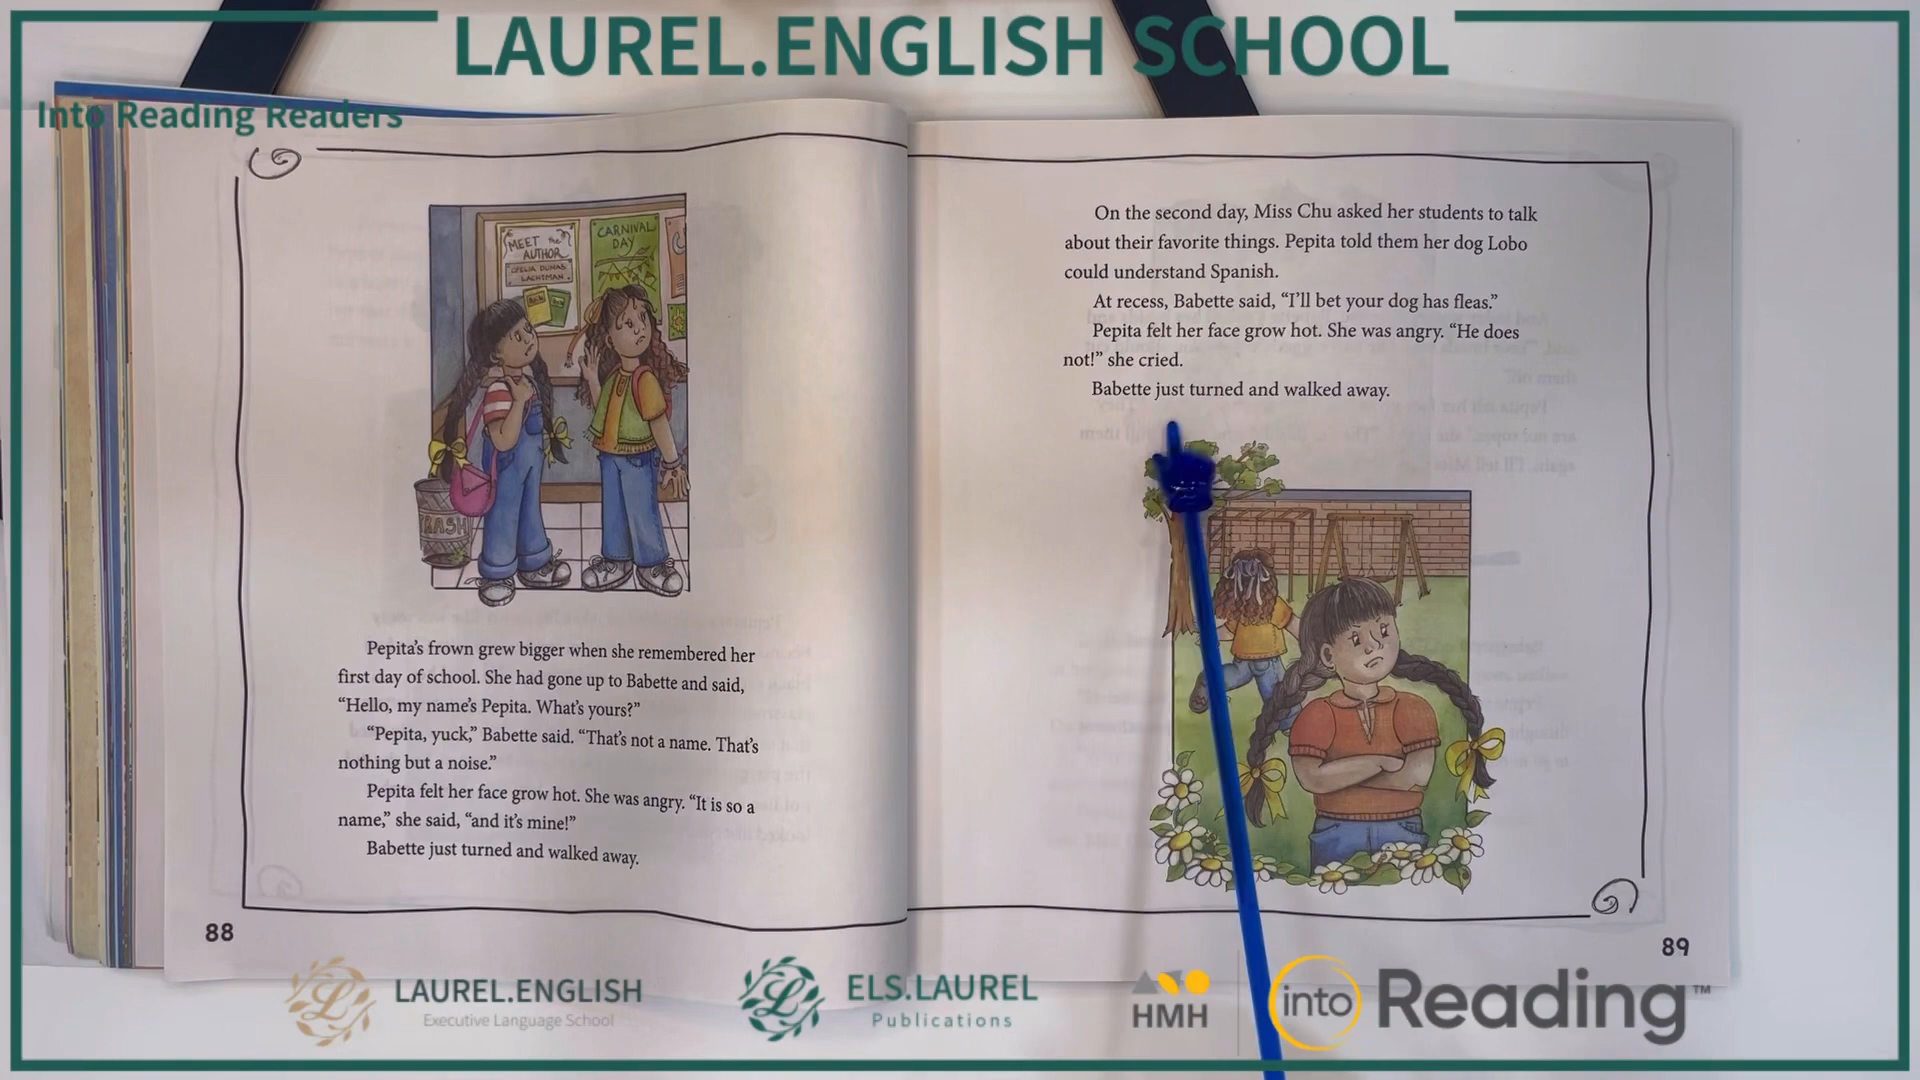 LAUREL.ENGLISH SCHOOL
Into Reading Readers
MEET the
AUTHOR
OFELIA DUMAS
LACHTMAN
CARNIVAL
DAY
TRASH
Pepita's frown grew bigger when she remembered her
first day of school. She had gone up to Babette and said,
“Hello, my name's Pepita. What's yours?”
“Pepita, yuck,” Babette said. “That's not a name. That's
nothing but a noise.”
Pepita felt her face grow hot. She was angry. “It is so a
name,” she said, “and it's mine!”
Babette just turned and walked away.
88
On the second day, Miss Chu asked her students to talk
about their favorite things. Pepita told them her dog Lobo
could understand Spanish.
At recess, Babette said, “I'll bet your dog has fleas.”
Pepita felt her face grow hot. She was angry. “He does
not!” she cried.
Babette just turned and walked away.
89
LAUREL.ENGLISH
Executive Language School
ELS.LAUREL
Publications
HMH
into Reading™